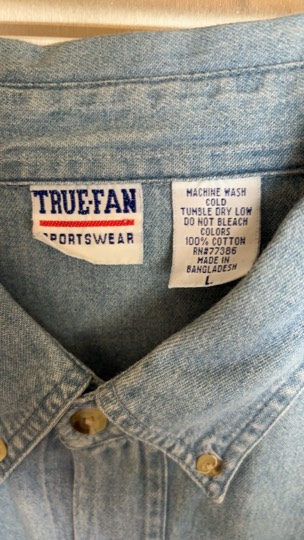 TRUE-FAN
SPORTSWEAR
MACHINE WASH
COLD
TUMBLE DRY LOW
DO NOT BLEACH
COLORS
100% COTTON
RN#77386
MADE IN
BANGLADESH
L